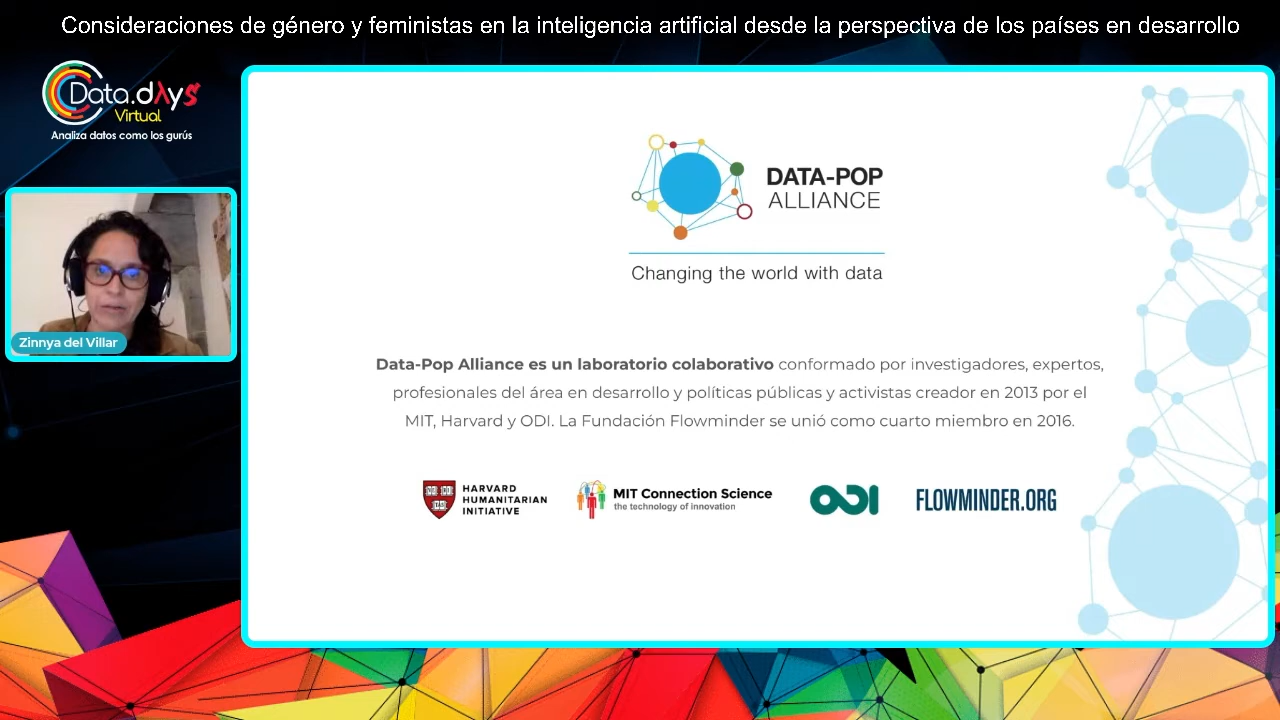 Consideraciones de género y feministas en la inteligencia artificial desde la perspectiva de los países en desarrollo
Data.dAys
Virtual
Analiza datos como los gurús
Zinnya del Villar
DATA-POP
ALLIANCE
Changing the world with data
Data-Pop Alliance es un laboratorio colaborativo conformado por investigadores, expertos,
profesionales del área en desarrollo y políticas públicas y activistas creador en 2013 por el
MIT, Harvard y ODI. La Fundación Flowminder se unió como cuarto miembro en 2016.
HARVARD
HUMANITARIAN
INITIATIVE
MIT Connection Science
the technology of innovation
ODI
FLOWMINDER.ORG